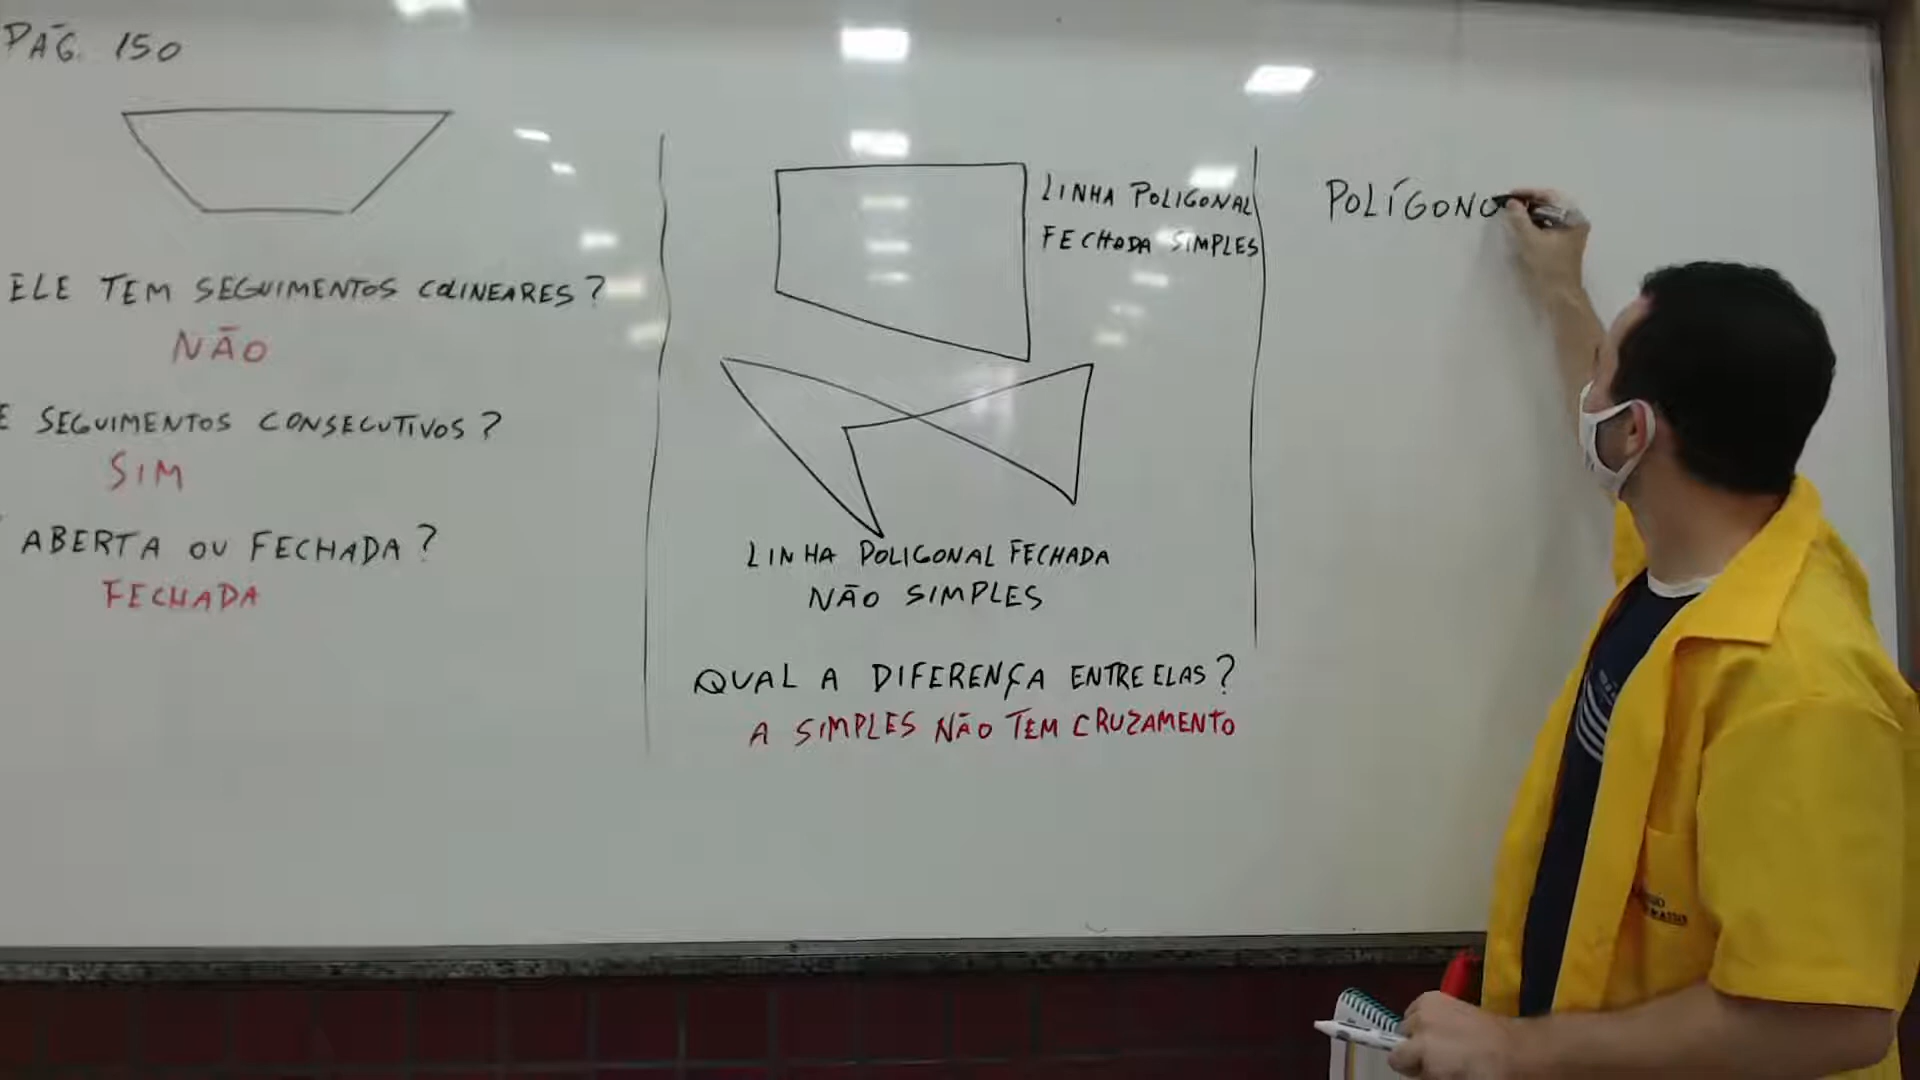 PÁG. 150
ELE TEM SEGUIMENTOS COLINEARES?
NÃO
E SEGUIMENTOS CONSECUTIVOS?
SIM
ABERTA OU FECHADA?
FECHADA
LINHA POLIGONAL
FECHADA SIMPLES
LINHA POLIGONAL FECHADA
NÃO SIMPLES
QUAL A DIFERENÇA ENTRE ELAS?
A SIMPLES NÃO TEM CRUZAMENTO
POLÍGONO